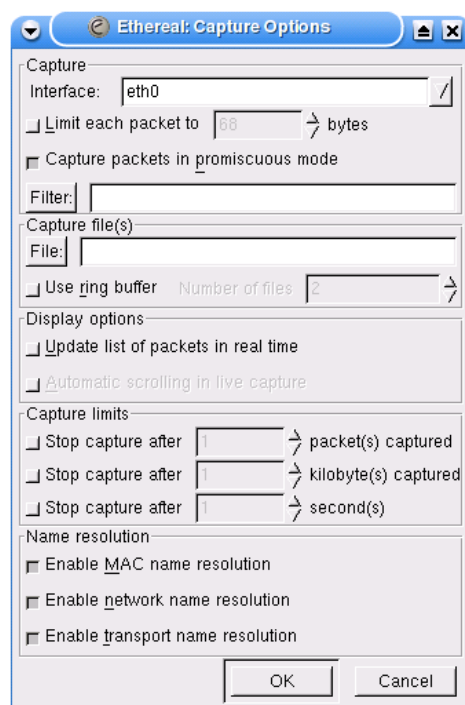 Ethereal: Capture Options
Capture
Interface: eth0
Limit each packet to 68 bytes
Capture packets in promiscuous mode
Filter:
Capture file(s)
File:
Use ring buffer Number of files 2
Display options
Update list of packets in real time
Automatic scrolling in live capture
Capture limits
Stop capture after 1 packet(s) captured
Stop capture after 1 kilobyte(s) captured
Stop capture after 1 second(s)
Name resolution
Enable MAC name resolution
Enable network name resolution
Enable transport name resolution
OK Cancel